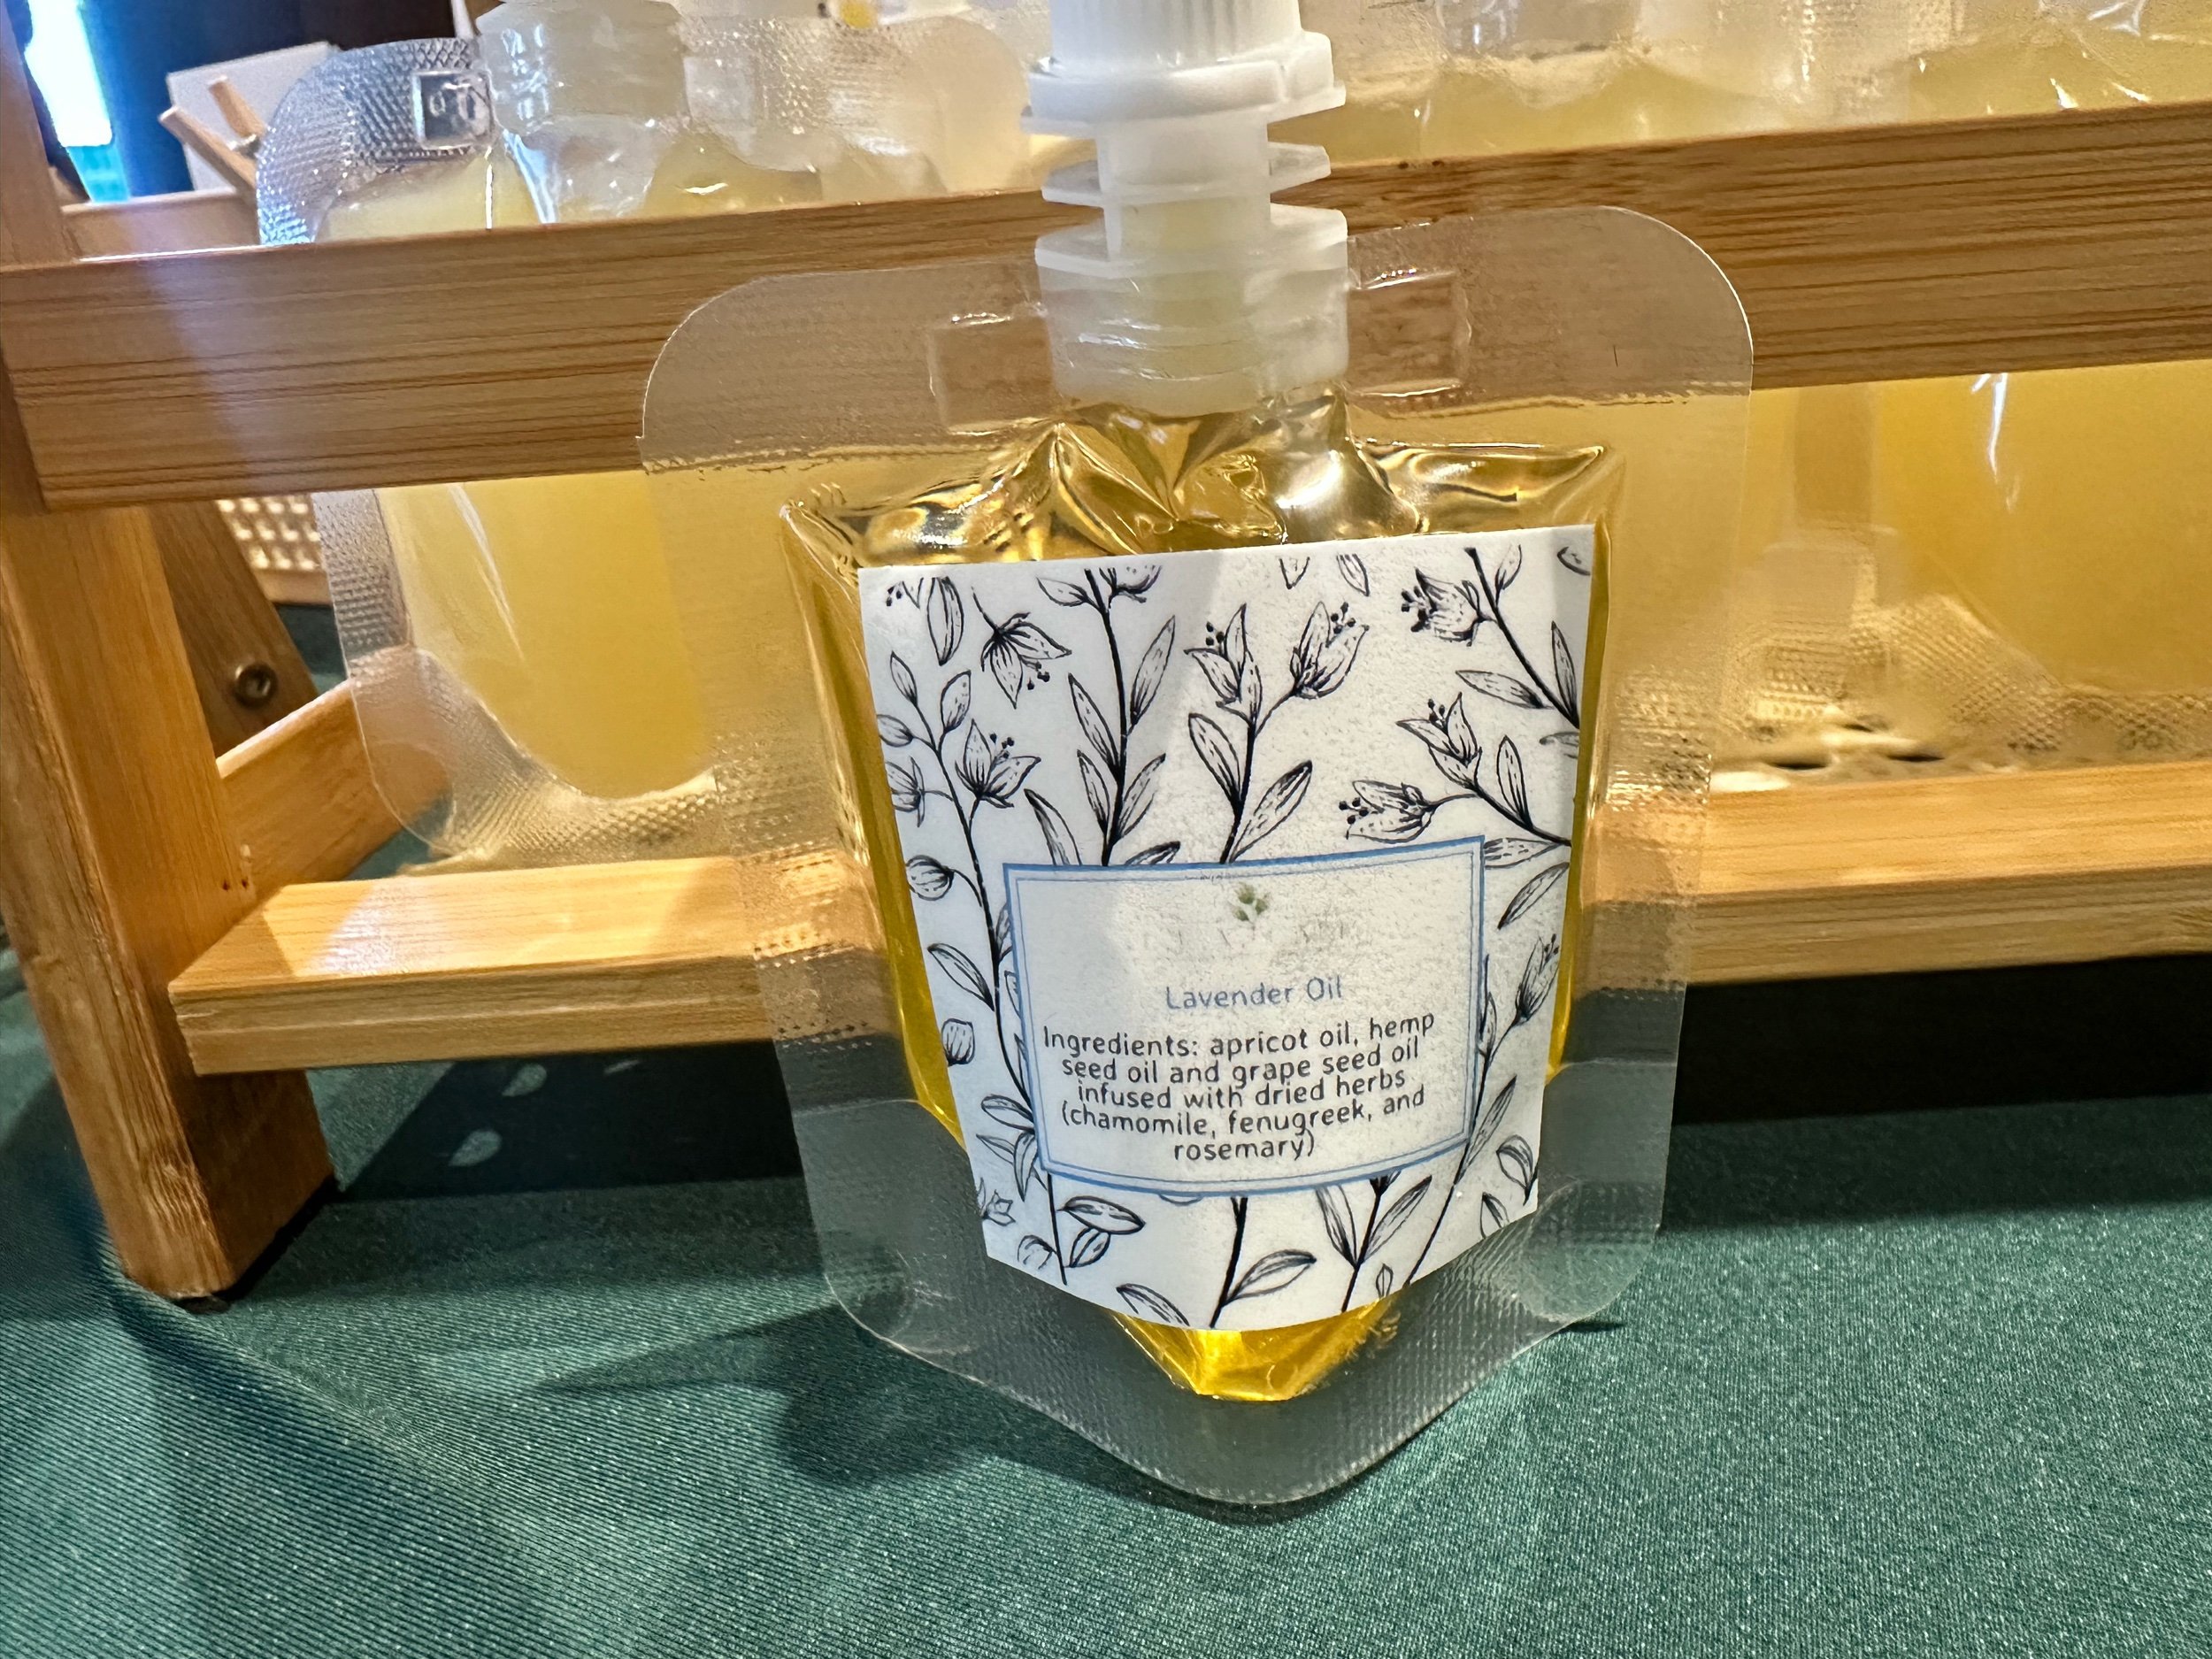 Lavender Oil
Ingredients: apricot oil, hemp
seed oil and grape seed oil
infused with dried herbs
(chamomile, fenugreek, and
rosemary)